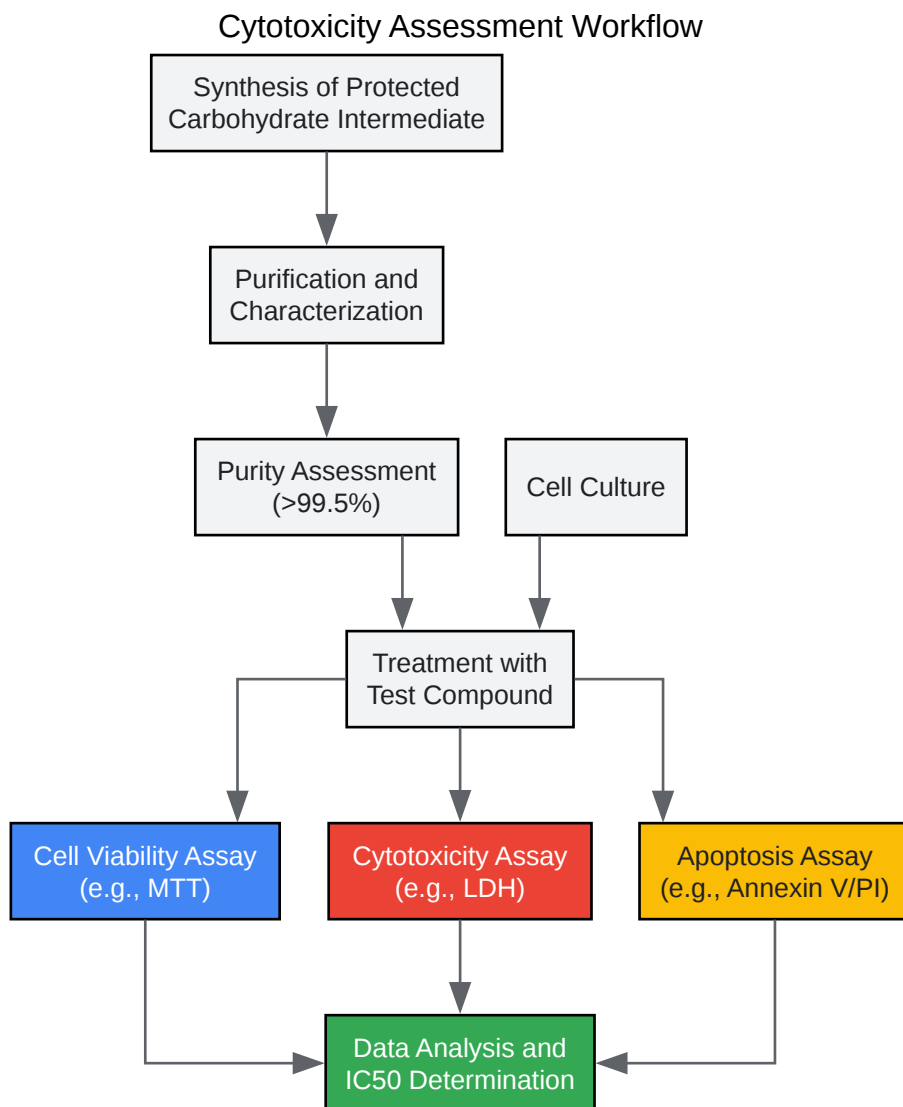 Cytotoxicity Assessment Workflow
Synthesis of Protected
Carbohydrate Intermediate
Purification and
Characterization
Purity Assessment
(>99.5%)
Cell Culture
Treatment with
Test Compound
Cell Viability Assay
(e.g., MTT)
Cytotoxicity Assay
(e.g., LDH)
Apoptosis Assay
(e.g., Annexin V/PI)
Data Analysis and
IC50 Determination